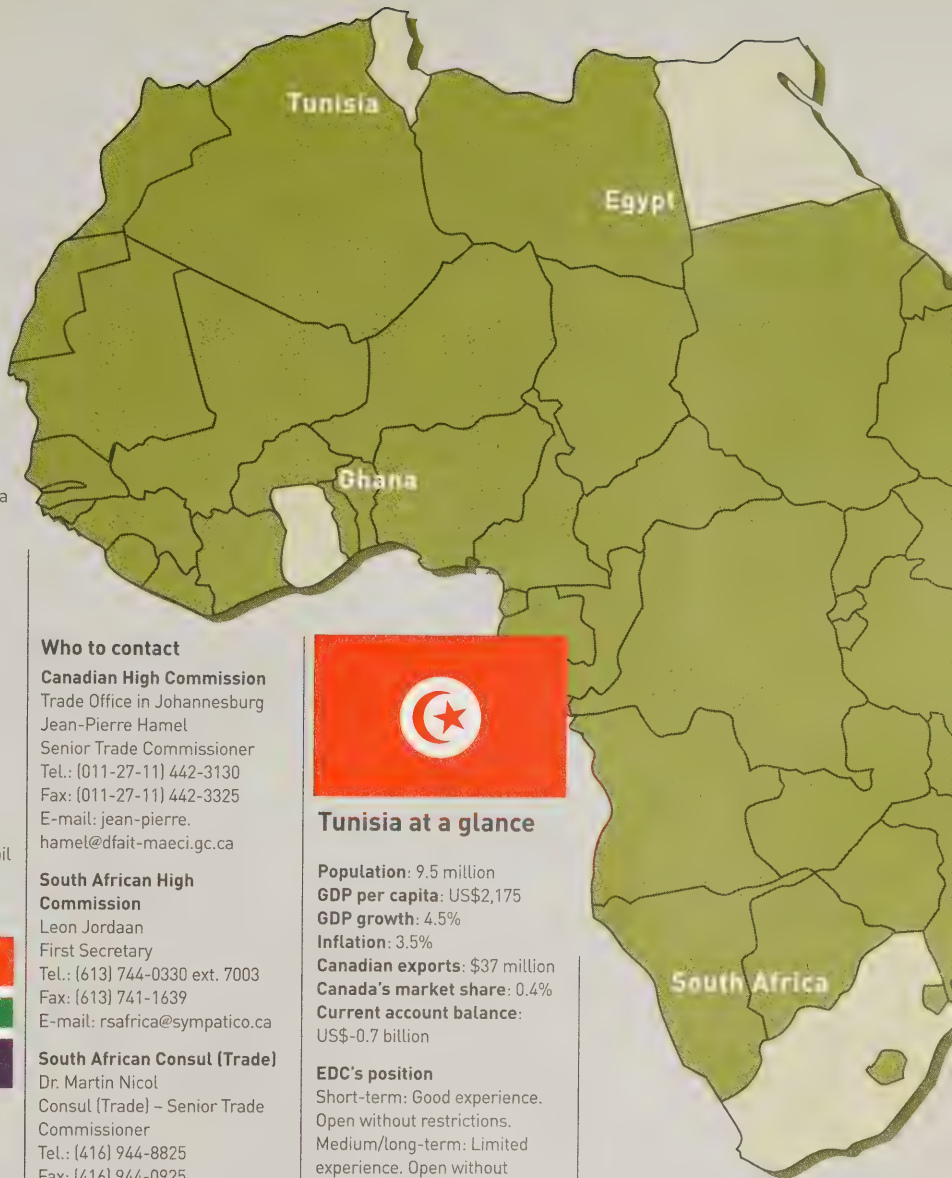 Tunisia
Egypt
Ghana
South Africa
a
il
Who to contact
Canadian High Commission
Trade Office in Johannesburg
Jean-Pierre Hamel
Senior Trade Commissioner
Tel.: (011-27-11) 442-3130
Fax: (011-27-11) 442-3325
E-mail: jean-pierre.
hamel@dfait-maeci.gc.ca
South African High
Commission
Leon Jordaan
First Secretary
Tel.: (613) 744-0330 ext. 7003
Fax: (613) 741-1639
E-mail: rsafrica@sympatico.ca
South African Consul (Trade)
Dr. Martin Nicol
Consul (Trade) – Senior Trade
Commissioner
Tel.: (416) 944-8825
Fax: (416) 944-0925
Tunisia at a glance
Population: 9.5 million
GDP per capita: US$2,175
GDP growth: 4.5%
Inflation: 3.5%
Canadian exports: $37 million
Canada's market share: 0.4%
Current account balance:
US$-0.7 billion
EDC's position
Short-term: Good experience.
Open without restrictions.
Medium/long-term: Limited
experience. Open without